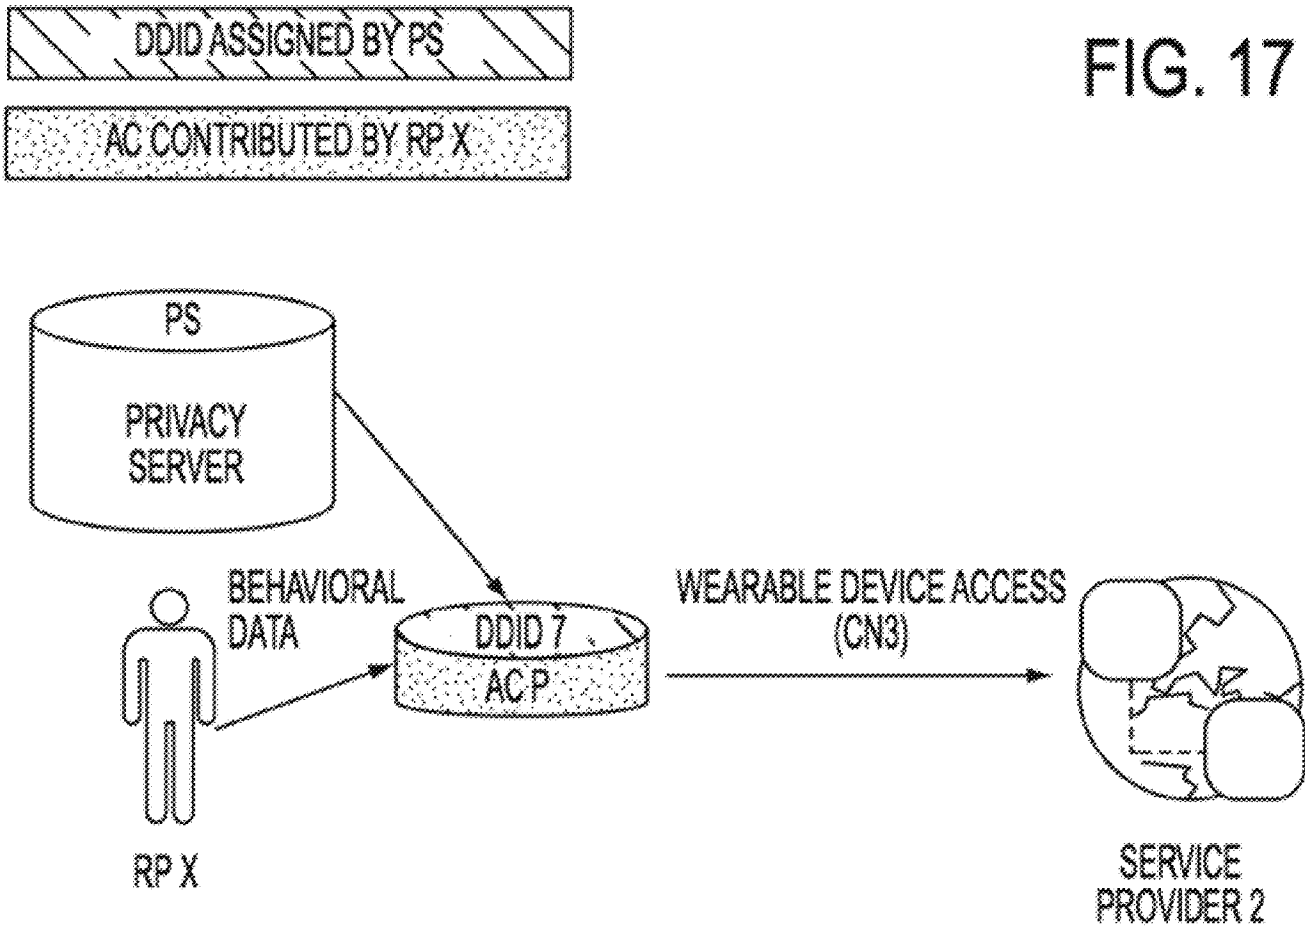 DDID ASSIGNED BY PS
FIG. 17
AC CONTRIBUTED BY RP X
PS
PRIVACY
SERVER
BEHAVIORAL
DATA
DDID 7
AC P
WEARABLE DEVICE ACCESS
(CN3)
RP X
SERVICE
PROVIDER 2